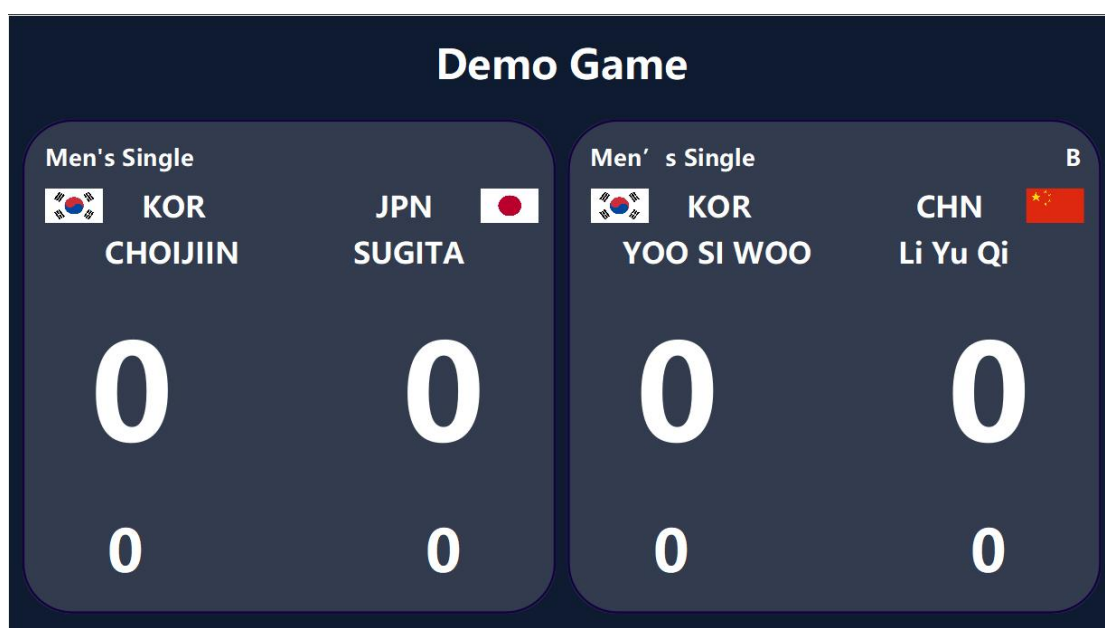 Demo Game
Men's Single
KOR JPN
CHOIJIIN SUGITA
0 0
0 0
Men′s Single B
KOR CHN
YOO SI WOO Li Yu Qi
0 0
0 0